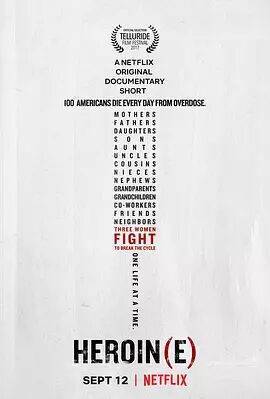 OFFICIAL SELECTION
TELLURIDE
FILM FESTIVAL
2017
A NETFLIX
ORIGINAL
DOCUMENTARY
SHORT
100 AMERICANS DIE EVERY DAY FROM OVERDOSE.
MOTHERS
FATHERS
DAUGHTERS
SONS
AUNTS
UNCLES
COUSINS
NIECES
NEPHEWS
GRANDPARENTS
GRANDCHILDREN
CO-WORKERS
FRIENDS
NEIGHBORS
THREE WOMEN
FIGHT
TO BREAK THE CYCLE
ONE LIFE AT A TIME.
HEROIN(E)
SEPT 12 | NETFLIX